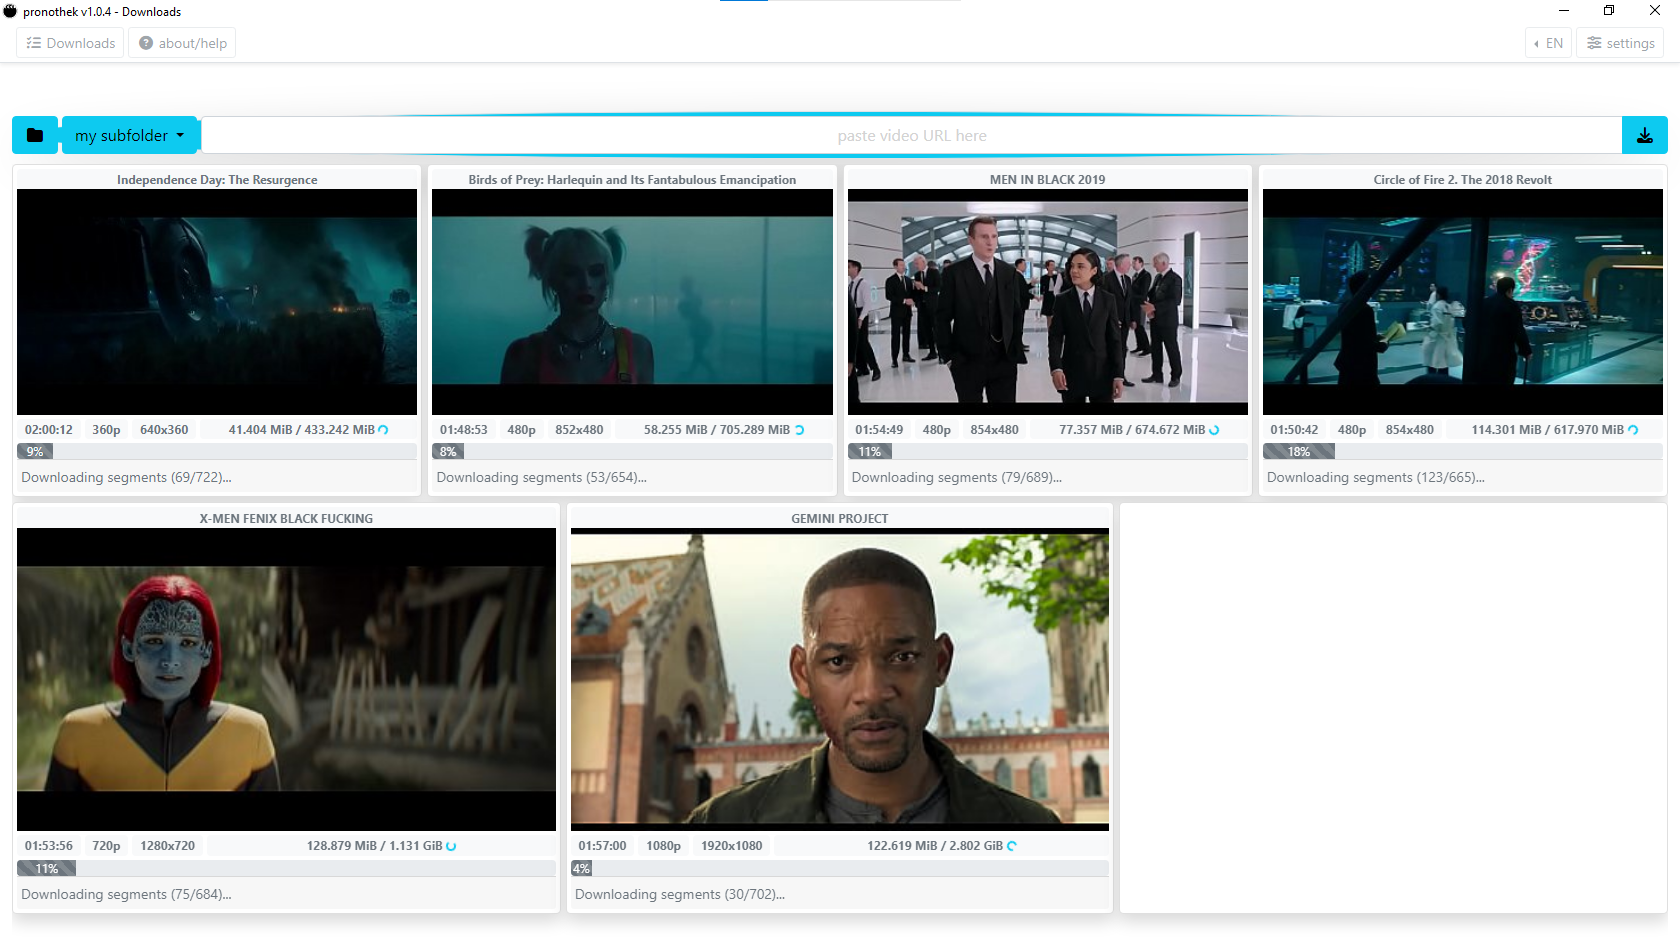 pronothek v1.0.4 - Downloads
Downloads
about/help
EN
settings
my subfolder
paste video URL here
Independence Day: The Resurgence
02:00:12 360p 640x360 41.404 MiB / 433.242 MiB
9%
Downloading segments (69/722)...
Birds of Prey: Harlequin and Its Fantabulous Emancipation
01:48:53 480p 852x480 58.255 MiB / 705.289 MiB
8%
Downloading segments (53/654)...
MEN IN BLACK 2019
01:54:49 480p 854x480 77.357 MiB / 674.672 MiB
11%
Downloading segments (79/689)...
Circle of Fire 2. The 2018 Revolt
01:50:42 480p 854x480 114.301 MiB / 617.970 MiB
18%
Downloading segments (123/665)...
X-MEN FENIX BLACK FUCKING
01:53:56 720p 1280x720 128.879 MiB / 1.131 GiB
11%
Downloading segments (75/684)...
GEMINI PROJECT
01:57:00 1080p 1920x1080 122.619 MiB / 2.802 GiB
4%
Downloading segments (30/702)...